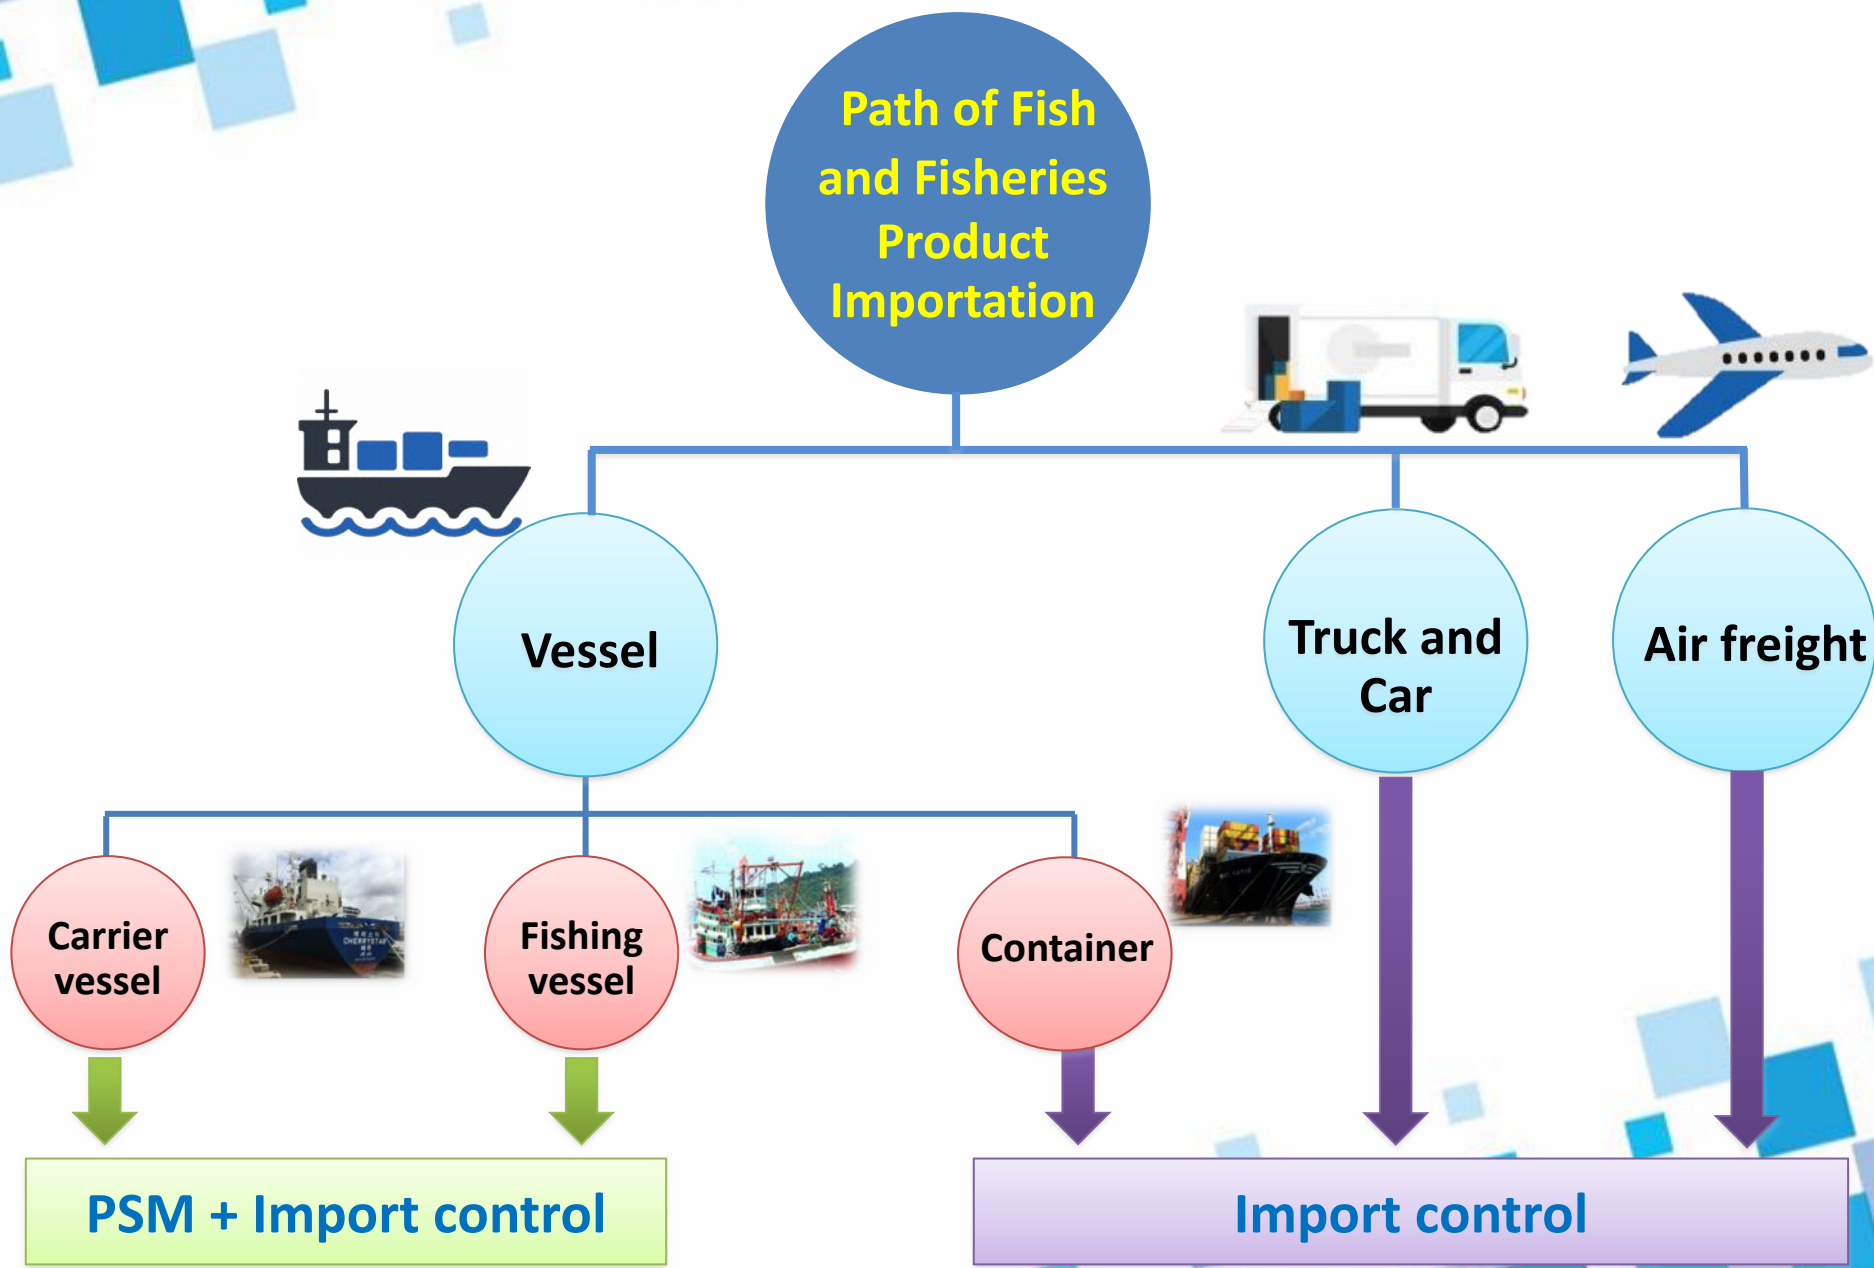 Path of Fish
and Fisheries
Product
Importation
Vessel
Truck and
Car
Air freight
Carrier
vessel
CHERRYSTAR
Fishing
vessel
Container
PSM + Import control
Import control